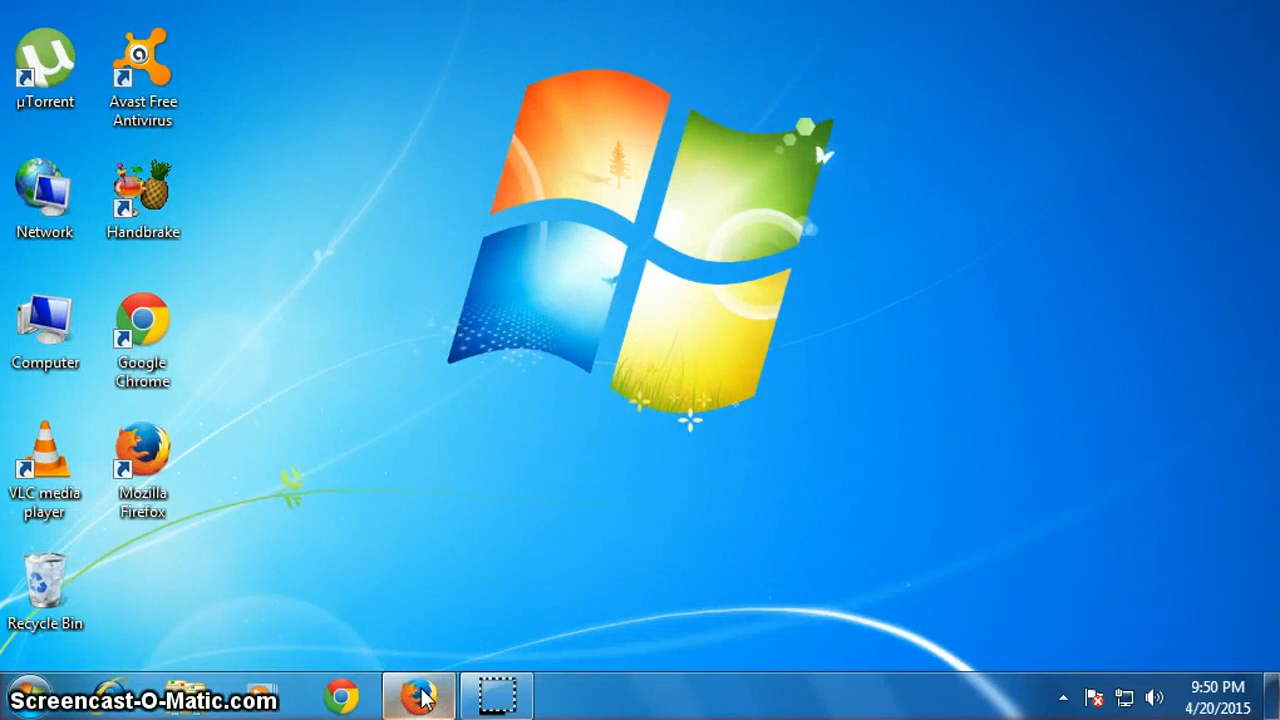 µTorrent
Avast Free
Antivirus
Network
Handbrake
Computer
Google
Chrome
VLC media
player
Mozilla
Firefox
Recycle Bin
Screencast-O-Matic.com
9:50 PM
4/20/2015